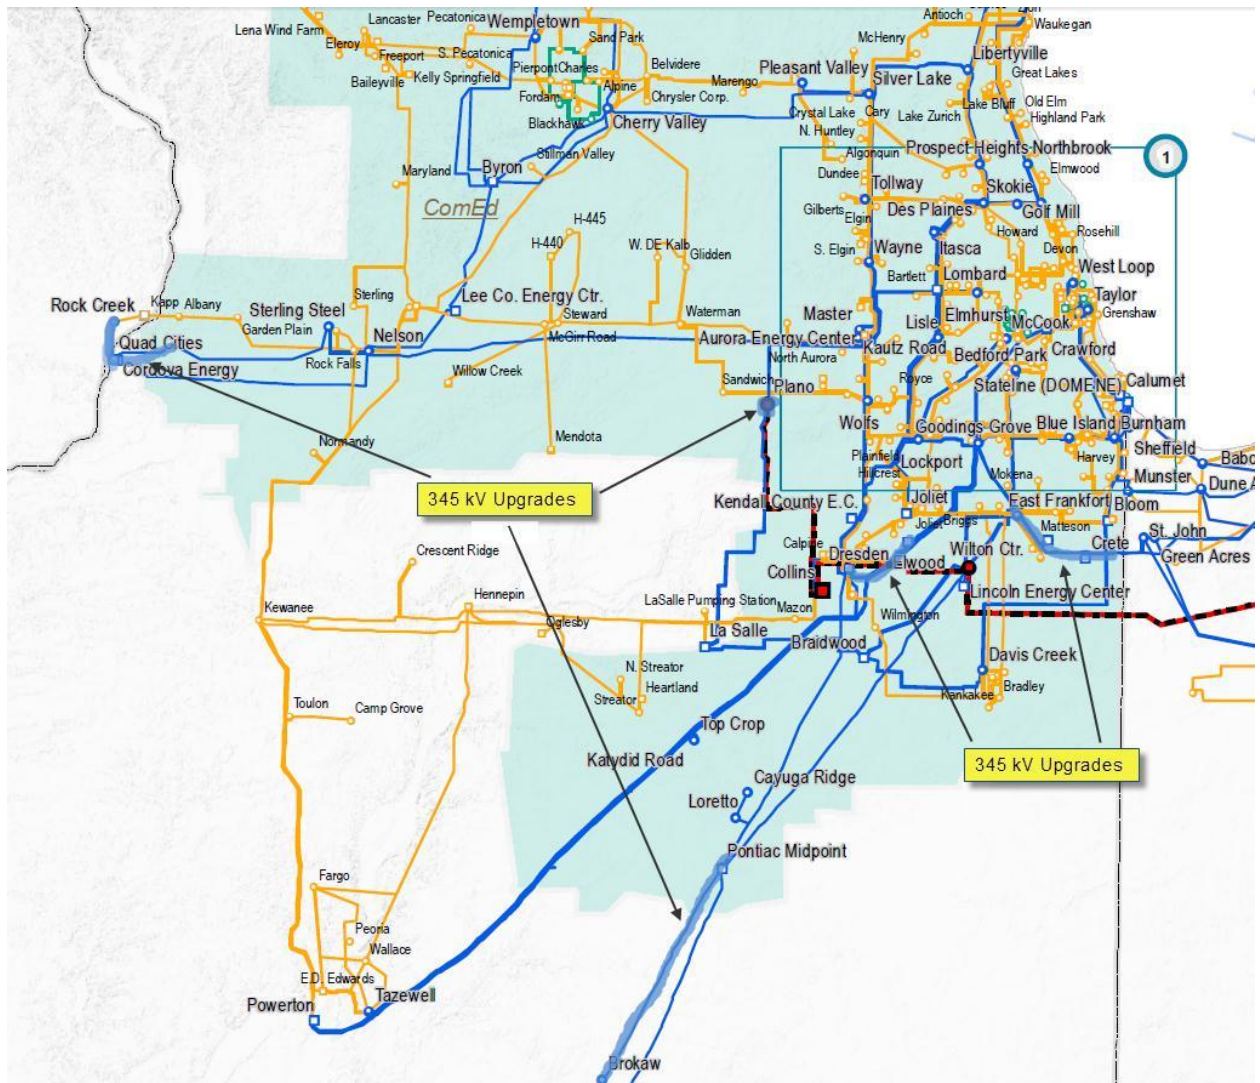 Antioch
Waukegan
Lancaster
Pecatonica
Lena Wind Farm
Wempletown
Sand Park
McHenry
Libertyville
Eleroy
Freeport
S. Pecatonica
Pierpont
Charles
Belvidere
Pleasant Valley
Silver Lake
Great Lakes
Baileyville
Kelly Springfield
Fordam
Alpine
Marengo
Chrysler Corp.
Crystal Lake
Cary
Lake Zurich
Lake Bluff
Old Elm
Highland Park
Blackhawk
Cherry Valley
N. Huntley
Stillman Valley
Algonquin
Prospect Heights
Northbrook
1
Maryland
Byron
Dundee
Elmwood
Tollway
Skokie
ComEd
Gilberts
Elgin
Des Plaines
Golf Mill
H-445
Howard
Rosehill
H-440
W. DE Kalb
Glidden
S. Elgin
Wayne
Itasca
Devon
Bartlett
Lombard
West Loop
Rock Creek
Kapp
Albany
Sterling Steel
Sterling
Lee Co. Energy Ctr.
Taylor
Garden Plain
Steward
Waterman
Master
Lisle
Elmhurst
McCook
Grenshaw
Quad Cities
Nelson
McGirr Road
Aurora Energy Center
Kautz Road
Bedford Park
Crawford
Cordova Energy
Rock Falls
North Aurora
Willow Creek
Sandwich
Plano
Royce
Stateline (DOMENE)
Calumet
Normandy
Mendota
Wolfs
Goodings Grove
Blue Island
Burnham
Plainfield
Hillcrest
Lockport
Harvey
Sheffield
Mokena
Munster
345 kV Upgrades
Kendall County E.C.
Joliet
East Frankfort
Bloom
Joliet
Briggs
Matteson
St. John
Crescent Ridge
Calpine
Dresden
Elwood
Wilton Ctr.
Crete
Green Acres
Collins
Lincoln Energy Center
Kewanee
Hennepin
LaSalle Pumping Station
Mazon
Wilmington
Oglesby
La Salle
Braidwood
N. Streator
Davis Creek
Streator
Heartland
Kankakee
Bradley
Toulon
Camp Grove
Top Crop
Katydid Road
345 kV Upgrades
Cayuga Ridge
Loretto
Pontiac Midpoint
Fargo
Peoria
Wallace
E.D. Edwards
Powerton
Tazewell
Brokaw